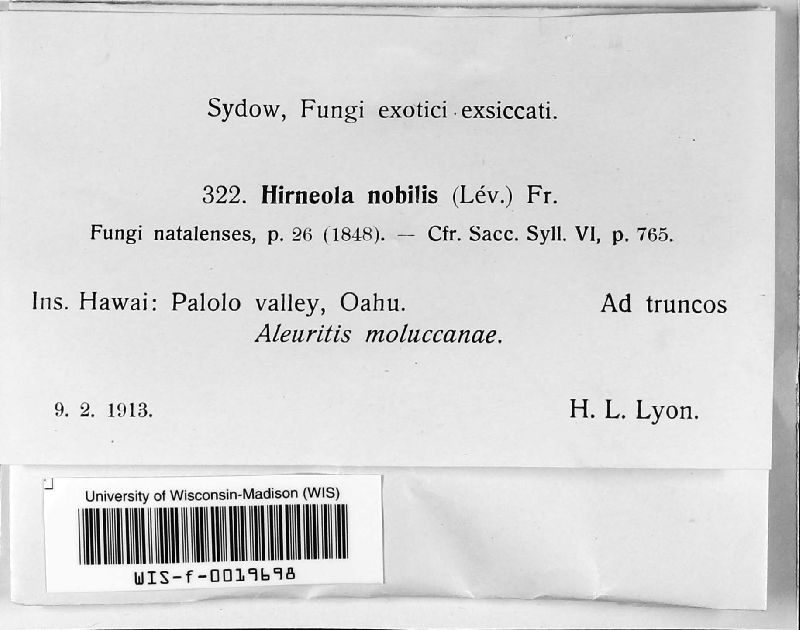 Sydow, Fungi exotici exsiccati.
322. Hirneola nobilis (Lév.) Fr.
Fungi natalenses, p. 26 (1848). — Cfr. Sacc. Syll. VI, p. 765.
Ins. Hawai: Palolo valley, Oahu. Ad truncos
Aleuritis moluccanae.
9. 2. 1913. H. L. Lyon.
University of Wisconsin-Madison (WIS)
WIS-f-0019698